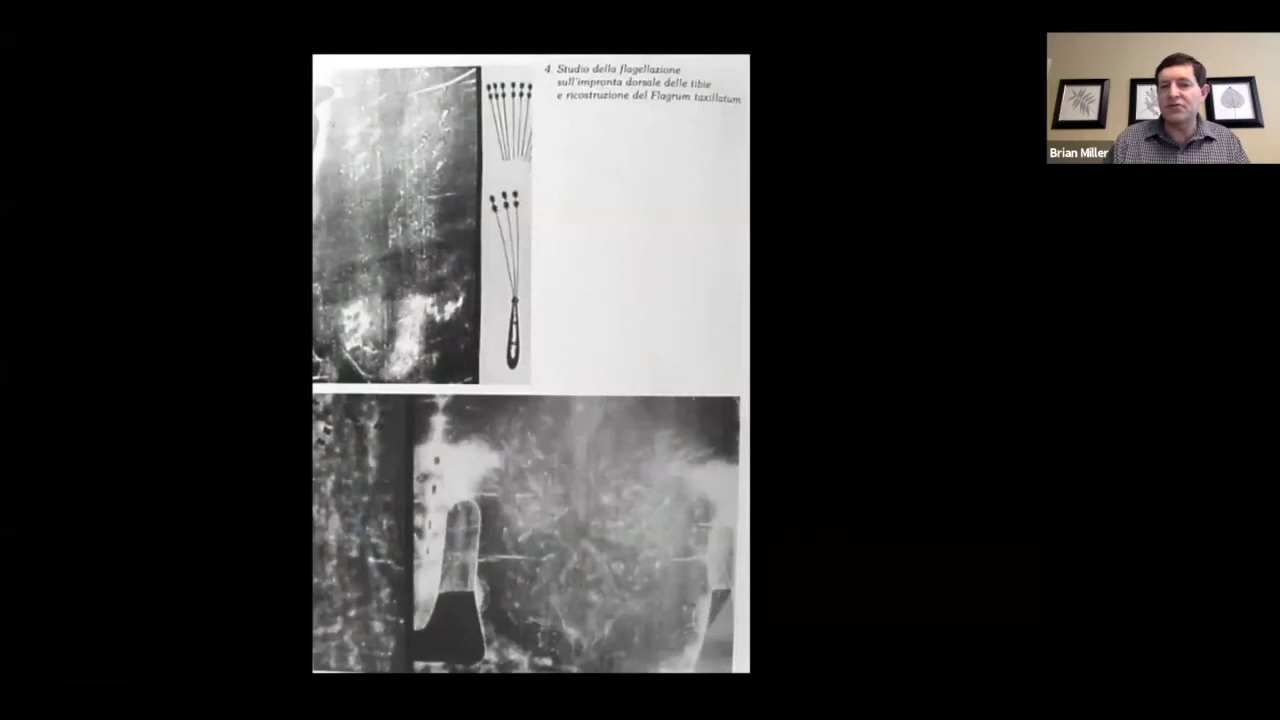 4. Studio della flagellazione
sull'impronta dorsale delle tibie
e ricostruzione del Flagrum taxillatum
Brian Miller